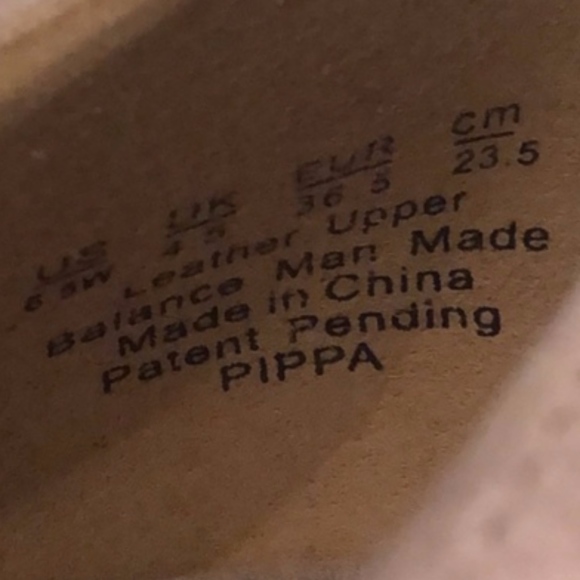 US UK EUR cm
6.5W 4.5 36.5 23.5
Leather Upper
Balance Man Made
Made in China
Patent Pending
PIPPA